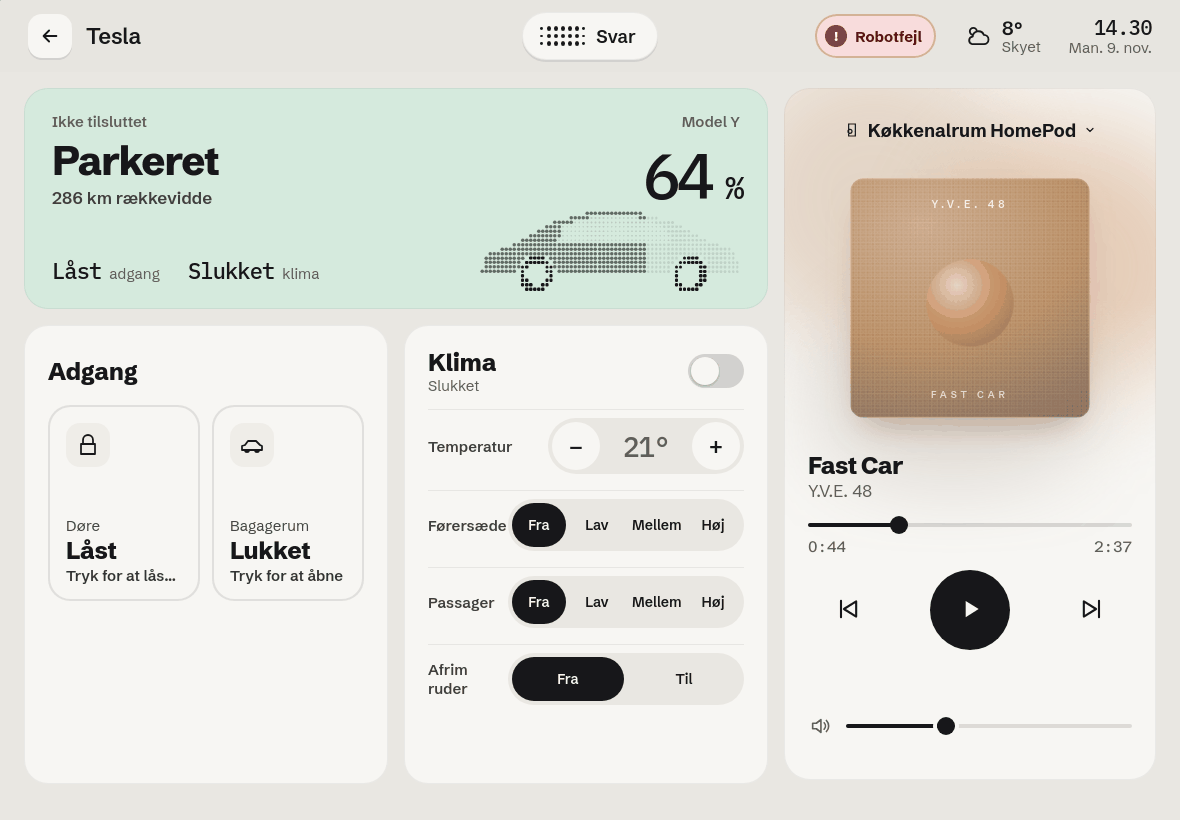 Tesla
Svar
! Robotfejl
8°
Skyet
14.30
Man. 9. nov.
Ikke tilsluttet
Model Y
Parkeret
64 %
286 km rækkevidde
Låst adgang
Slukket klima
Adgang
Døre
Låst
Tryk for at lås…
Bagagerum
Lukket
Tryk for at åbne
Klima
Slukket
Temperatur
− 21° +
Førersæde Fra Lav Mellem Høj
Passager Fra Lav Mellem Høj
Afrim
ruder
Fra Til
Køkkenalrum HomePod
Y.V.E. 48
FAST CAR
Fast Car
Y.V.E. 48
0:44
2:37